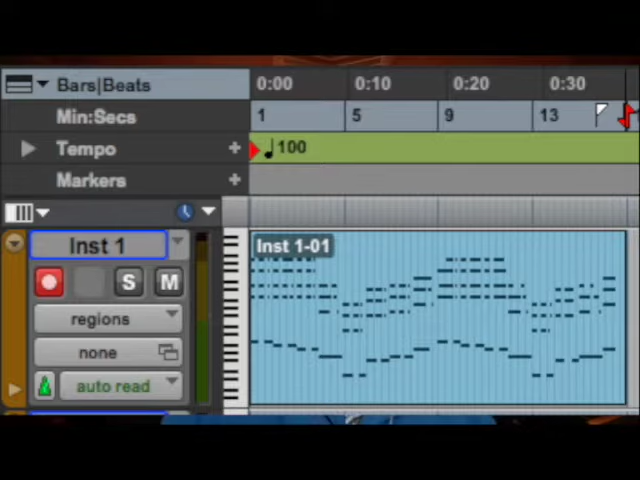 Bars|Beats 0:00 0:10 0:20 0:30
Min:Secs 1 5 9 13
Tempo + 100
Markers +
Inst 1 Inst 1-01
S M
regions
none
auto read